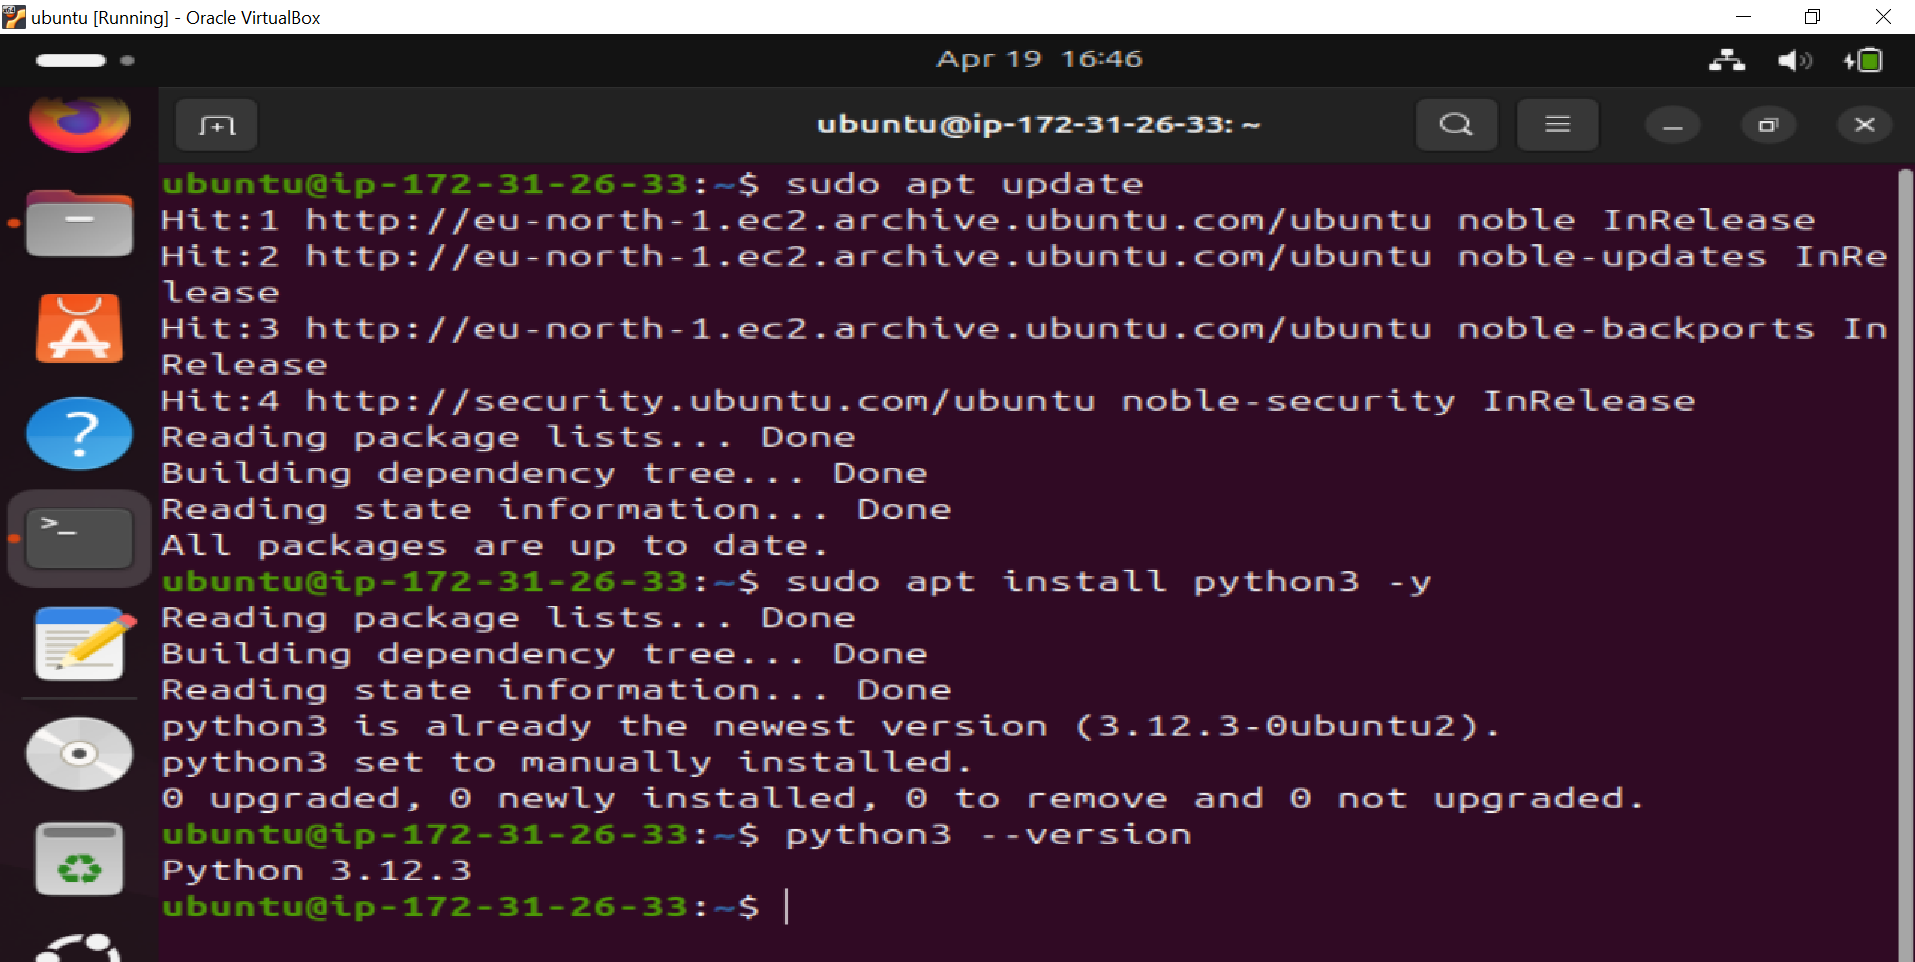 ubuntu [Running] - Oracle VirtualBox
Apr 19 16:46
ubuntu@ip-172-31-26-33: ~
ubuntu@ip-172-31-26-33:~$ sudo apt update
Hit:1 http://eu-north-1.ec2.archive.ubuntu.com/ubuntu noble InRelease
Hit:2 http://eu-north-1.ec2.archive.ubuntu.com/ubuntu noble-updates InRe
lease
Hit:3 http://eu-north-1.ec2.archive.ubuntu.com/ubuntu noble-backports In
Release
Hit:4 http://security.ubuntu.com/ubuntu noble-security InRelease
Reading package lists... Done
Building dependency tree... Done
Reading state information... Done
All packages are up to date.
ubuntu@ip-172-31-26-33:~$ sudo apt install python3 -y
Reading package lists... Done
Building dependency tree... Done
Reading state information... Done
python3 is already the newest version (3.12.3-0ubuntu2).
python3 set to manually installed.
0 upgraded, 0 newly installed, 0 to remove and 0 not upgraded.
ubuntu@ip-172-31-26-33:~$ python3 --version
Python 3.12.3
ubuntu@ip-172-31-26-33:~$